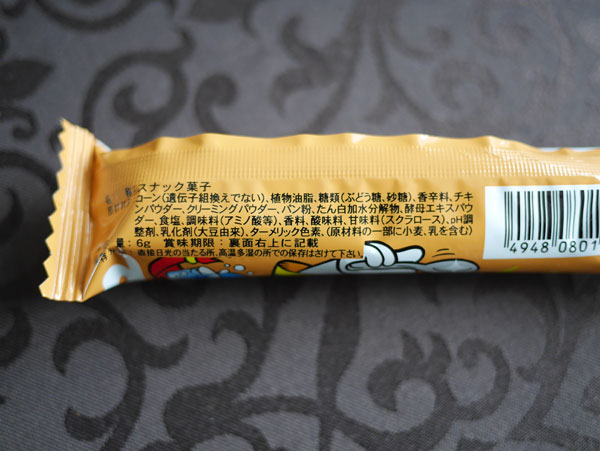 スナック菓子
コーン(遺伝子組換えでない)、植物油脂、糖類(ぶどう糖、砂糖)、香辛料、チキ
ンパウダー、クリーミングパウダー、パン粉、たん白加水分解物、酵母エキスパウ
ダー、食塩、調味料(アミノ酸等)、香料、酸味料、甘味料(スクラロース)、pH調
整剤、乳化剤(大豆由来)、ターメリック色素、(原材料の一部に小麦、乳を含む)
量:6g 賞味期限:裏面右上に記載
直接日光の当たる所、高温多湿の所での保存はさけて下さい。
4948 0801